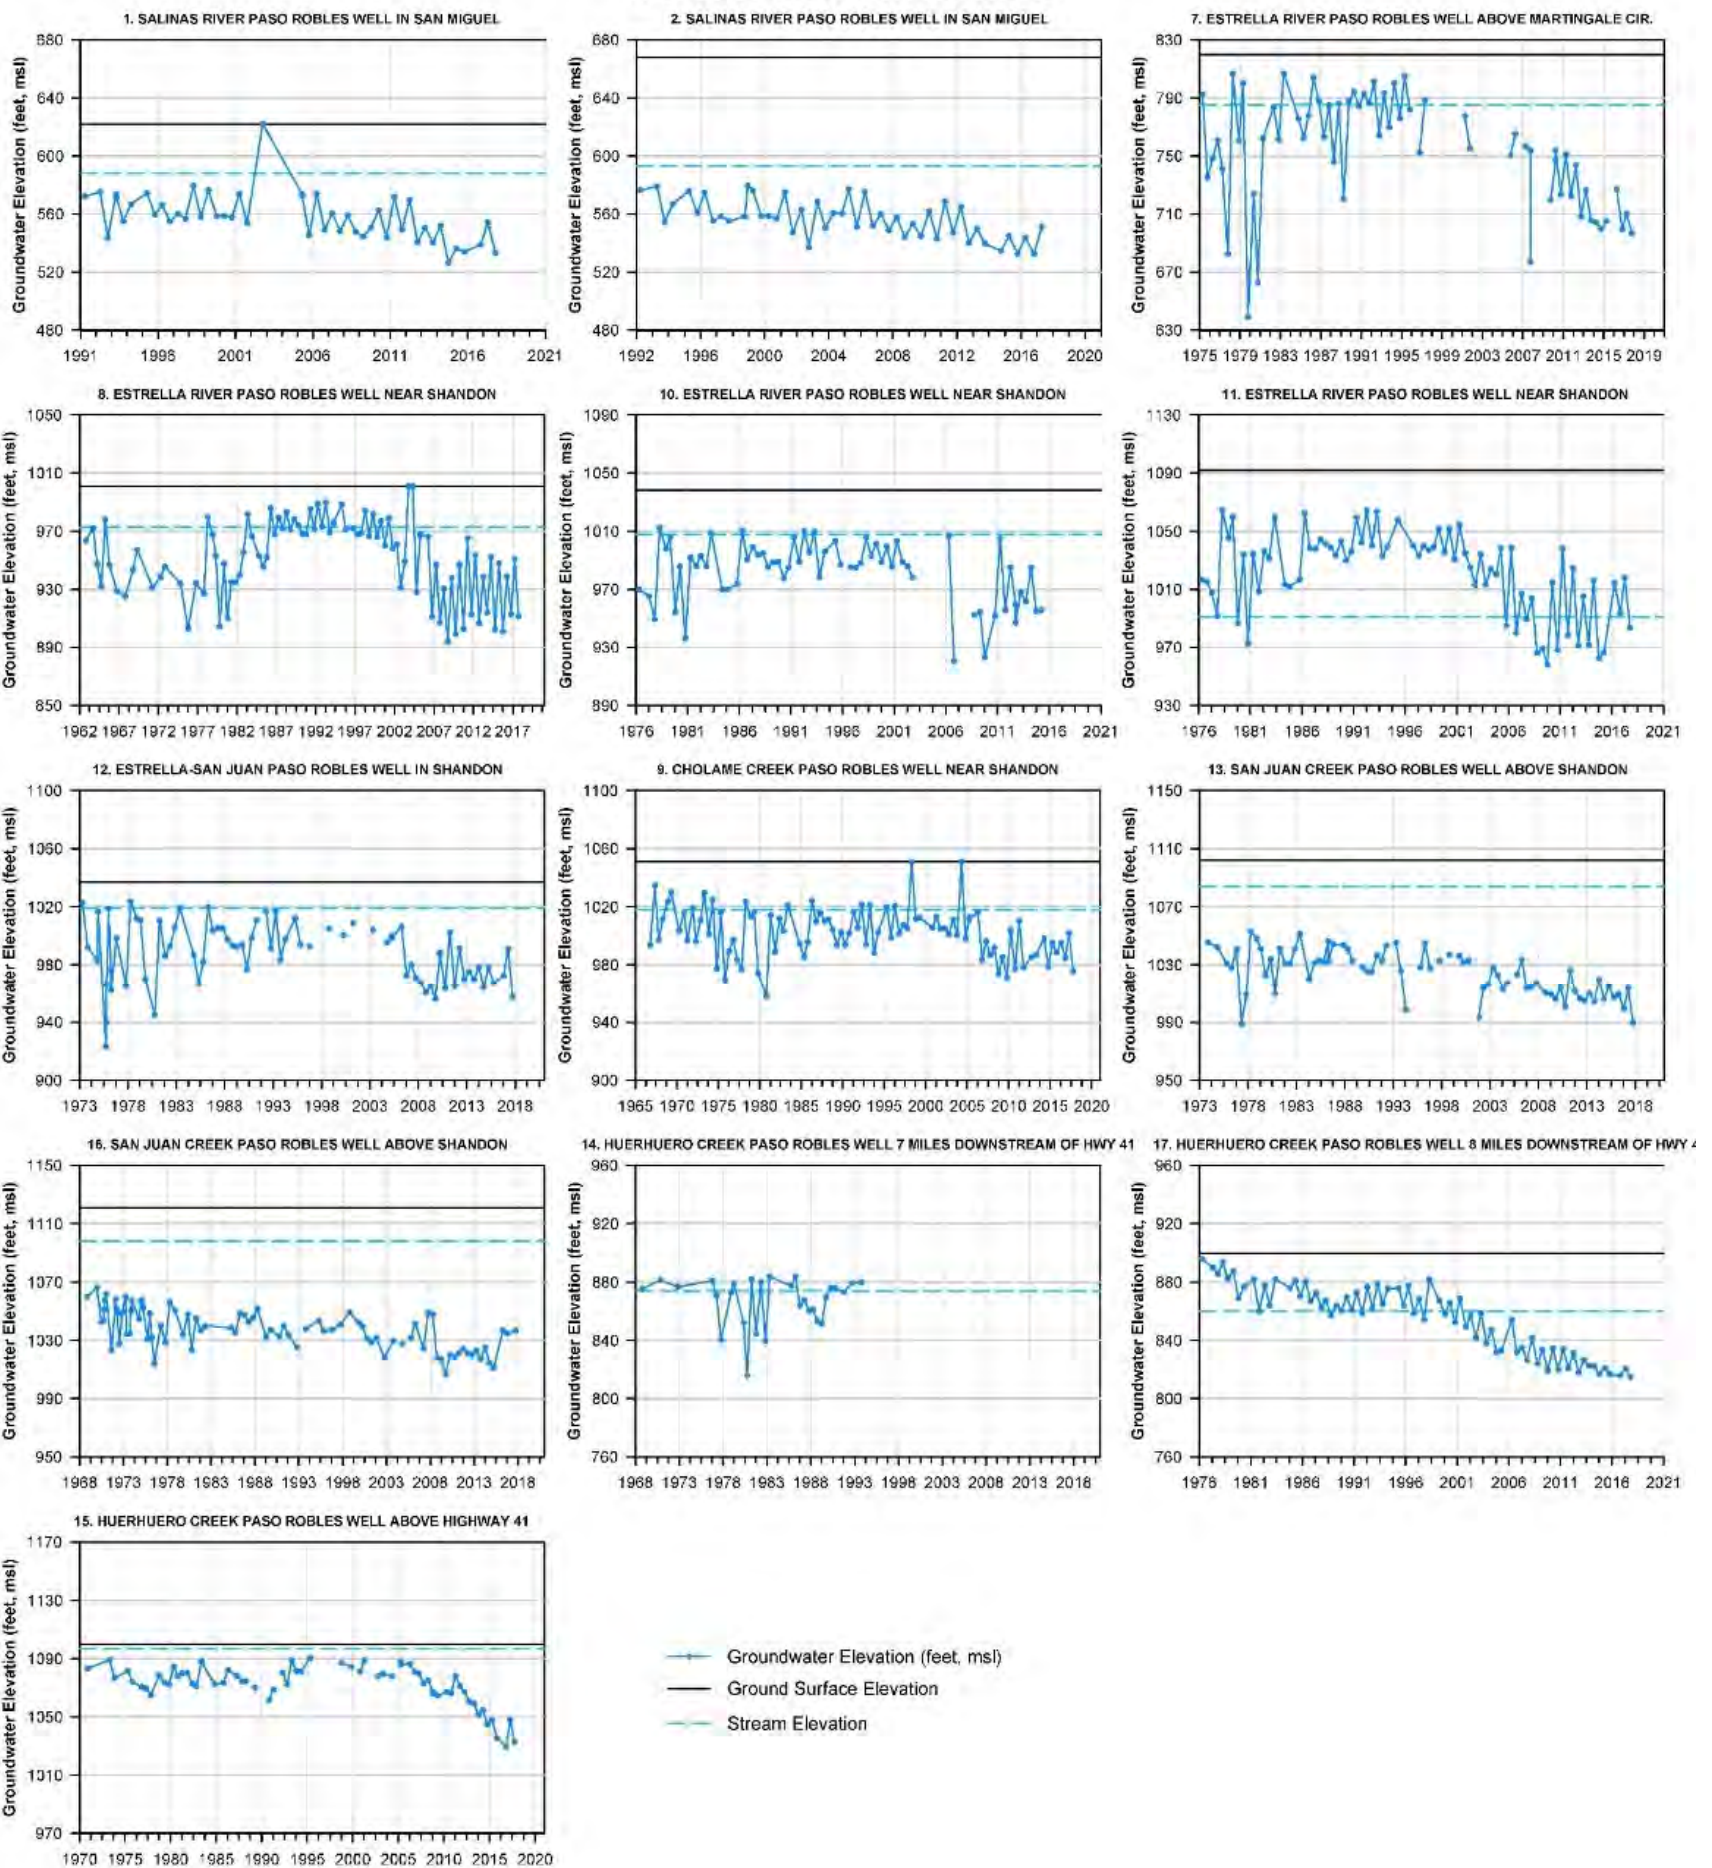 1. SALINAS RIVER PASO ROBLES WELL IN SAN MIGUEL
Groundwater Elevation (feet, msl)
680
640
600
560
520
480
1991 1996 2001 2006 2011 2016 2021
2. SALINAS RIVER PASO ROBLES WELL IN SAN MIGUEL
Groundwater Elevation (feet, msl)
680
640
600
560
520
480
1992 1996 2000 2004 2008 2012 2016 2020
7. ESTRELLA RIVER PASO ROBLES WELL ABOVE MARTINGALE CIR.
Groundwater Elevation (feet, msl)
830
790
750
710
670
630
1975 1979 1983 1987 1991 1995 1999 2003 2007 2011 2015 2019
8. ESTRELLA RIVER PASO ROBLES WELL NEAR SHANDON
Groundwater Elevation (feet, msl)
1050
1010
970
930
890
850
1962 1967 1972 1977 1982 1987 1992 1997 2002 2007 2012 2017
10. ESTRELLA RIVER PASO ROBLES WELL NEAR SHANDON
Groundwater Elevation (feet, msl)
1090
1050
1010
970
930
890
1976 1981 1986 1991 1996 2001 2006 2011 2016 2021
11. ESTRELLA RIVER PASO ROBLES WELL NEAR SHANDON
Groundwater Elevation (feet, msl)
1130
1090
1050
1010
970
930
1976 1981 1986 1991 1996 2001 2006 2011 2016 2021
12. ESTRELLA-SAN JUAN PASO ROBLES WELL IN SHANDON
Groundwater Elevation (feet, msl)
1100
1060
1020
980
940
900
1973 1978 1983 1988 1993 1998 2003 2008 2013 2018
9. CHOLAME CREEK PASO ROBLES WELL NEAR SHANDON
Groundwater Elevation (feet, msl)
1100
1060
1020
980
940
900
1965 1970 1975 1980 1985 1990 1995 2000 2005 2010 2015 2020
13. SAN JUAN CREEK PASO ROBLES WELL ABOVE SHANDON
Groundwater Elevation (feet, msl)
1150
1110
1070
1030
990
950
1973 1978 1983 1988 1993 1998 2003 2008 2013 2018
16. SAN JUAN CREEK PASO ROBLES WELL ABOVE SHANDON
Groundwater Elevation (feet, msl)
1150
1110
1070
1030
990
950
1968 1973 1978 1983 1988 1993 1998 2003 2008 2013 2018
14. HUERHUERO CREEK PASO ROBLES WELL 7 MILES DOWNSTREAM OF HWY 41
Groundwater Elevation (feet, msl)
960
920
880
840
800
760
1968 1973 1978 1983 1988 1993 1998 2003 2008 2013 2018
17. HUERHUERO CREEK PASO ROBLES WELL 8 MILES DOWNSTREAM OF HWY 4
Groundwater Elevation (feet, msl)
960
920
880
840
800
760
1976 1981 1986 1991 1996 2001 2006 2011 2016 2021
15. HUERHUERO CREEK PASO ROBLES WELL ABOVE HIGHWAY 41
Groundwater Elevation (feet, msl)
1170
1130
1090
1050
1010
970
1970 1975 1980 1985 1990 1995 2000 2005 2010 2015 2020
Groundwater Elevation (feet, msl)
Ground Surface Elevation
Stream Elevation